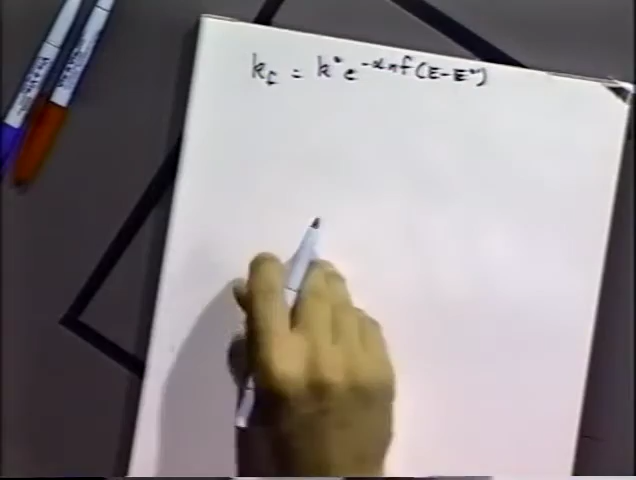 k_f = k° e^{-αnf(E-E°')}